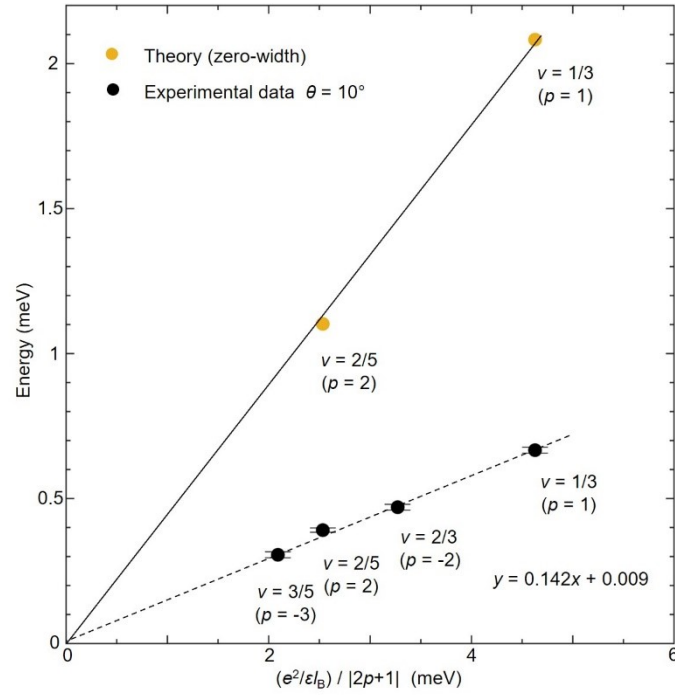 2
1.5
1
0.5
0
Energy (meV)
Theory (zero-width)
Experimental data θ = 10°
ν = 1/3
(p = 1)
ν = 2/5
(p = 2)
ν = 1/3
(p = 1)
ν = 2/3
(p = -2)
ν = 2/5
(p = 2)
ν = 3/5
(p = -3)
y = 0.142x + 0.009
0 2 4 6
(e²/εl_B) / |2p+1| (meV)